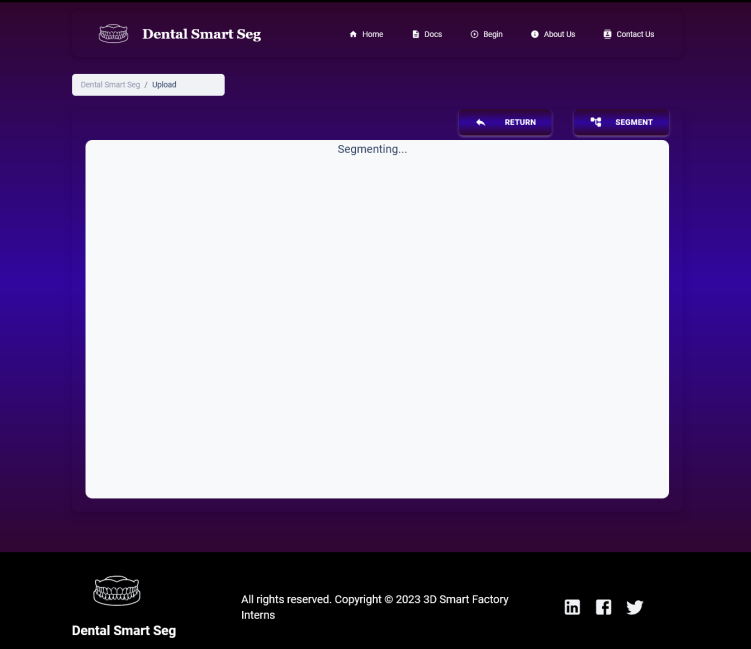 Dental Smart Seg
Home
Docs
Begin
About Us
Contact Us
Dental Smart Seg / Upload
RETURN
SEGMENT
Segmenting...
All rights reserved. Copyright © 2023 3D Smart Factory
Interns
Dental Smart Seg